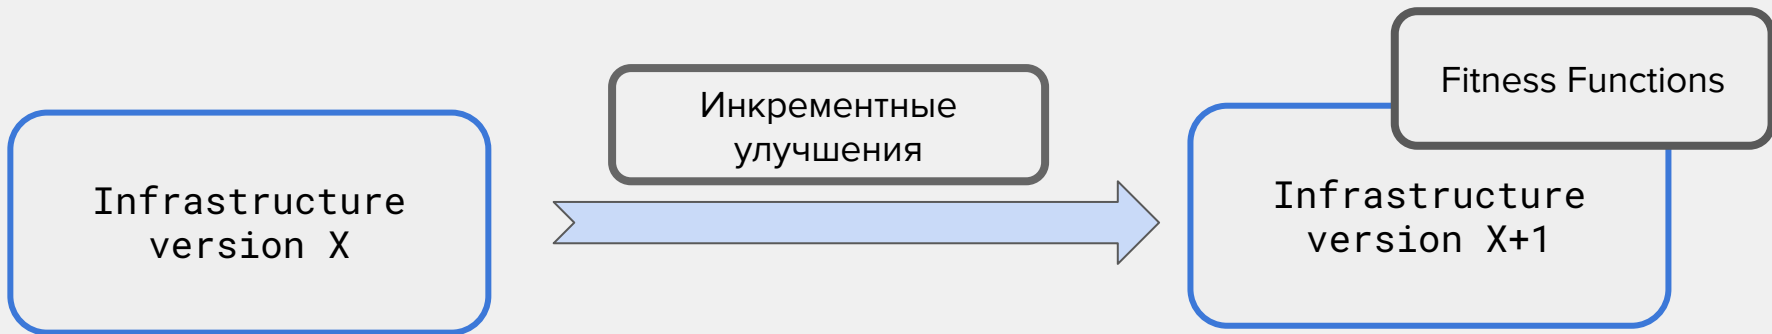 Infrastructure
version X
Инкрементные
улучшения
Fitness Functions
Infrastructure
version X+1